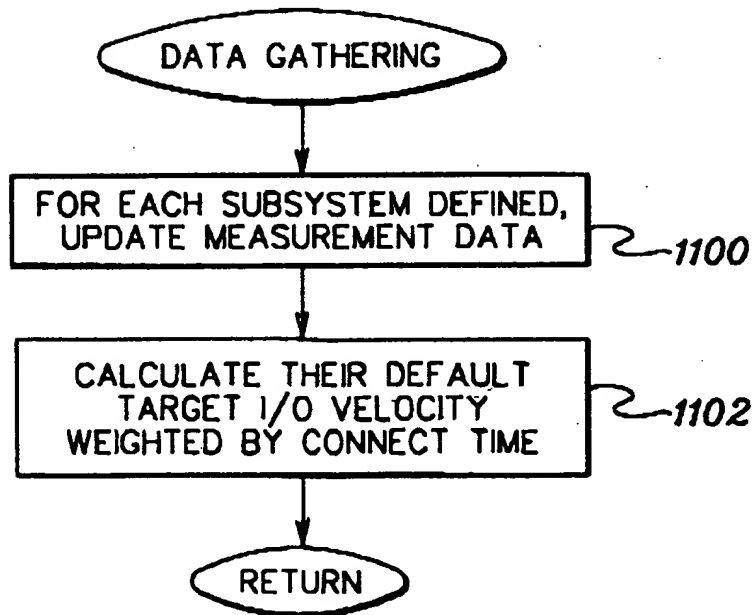 DATA GATHERING
FOR EACH SUBSYSTEM DEFINED,
UPDATE MEASUREMENT DATA
1100
CALCULATE THEIR DEFAULT
TARGET I/O VELOCITY
WEIGHTED BY CONNECT TIME
1102
RETURN